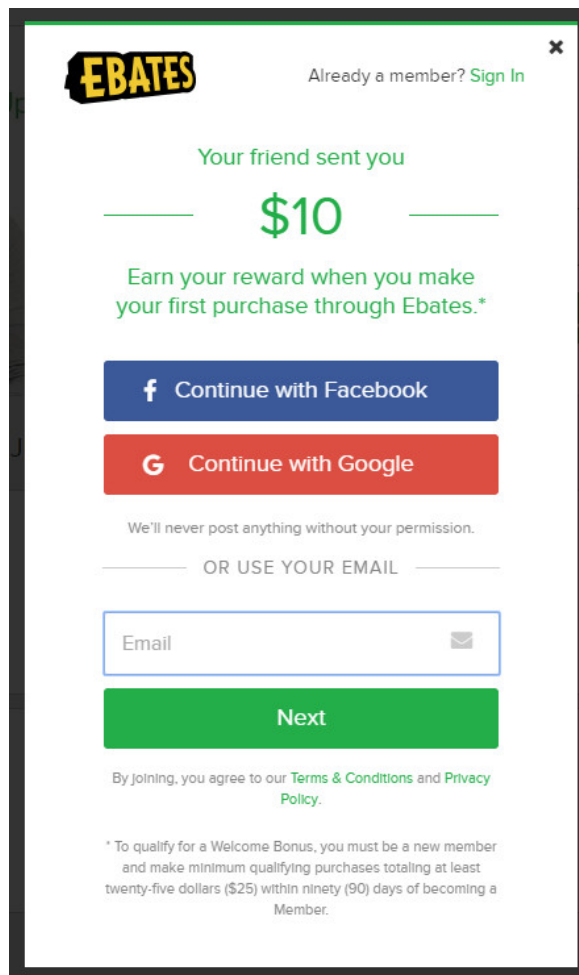 EBATES
Already a member? Sign In
Your friend sent you
$10
Earn your reward when you make
your first purchase through Ebates.*
Continue with Facebook
Continue with Google
We'll never post anything without your permission.
OR USE YOUR EMAIL
Email
Next
By joining, you agree to our Terms & Conditions and Privacy
Policy.
* To qualify for a Welcome Bonus, you must be a new member
and make minimum qualifying purchases totaling at least
twenty-five dollars ($25) within ninety (90) days of becoming a
Member.